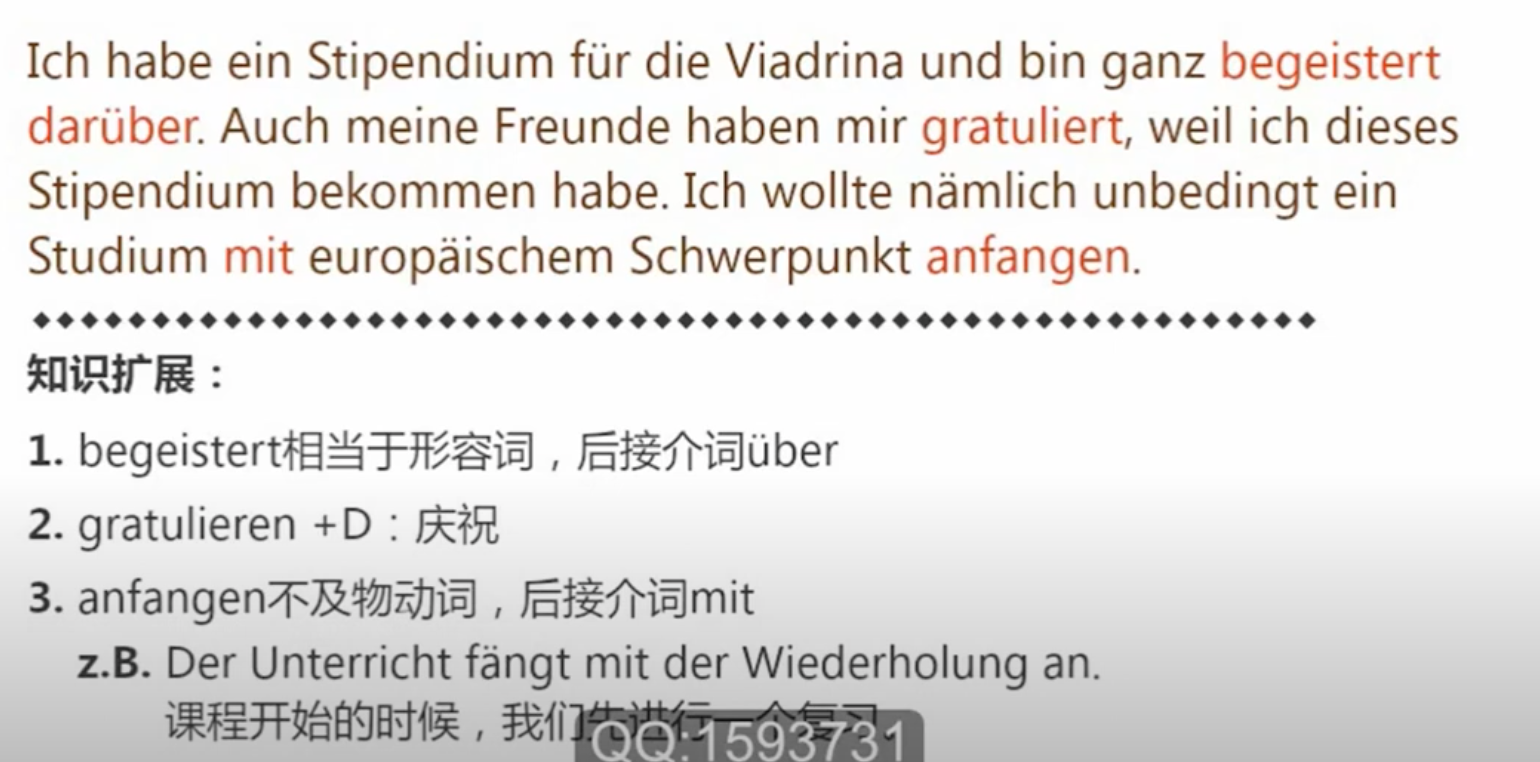 Ich habe ein Stipendium für die Viadrina und bin ganz begeistert
darüber. Auch meine Freunde haben mir gratuliert, weil ich dieses
Stipendium bekommen habe. Ich wollte nämlich unbedingt ein
Studium mit europäischem Schwerpunkt anfangen.
知识扩展：
1. begeistert相当于形容词，后接介词über
2. gratulieren +D：庆祝
3. anfangen不及物动词，后接介词mit
z.B. Der Unterricht fängt mit der Wiederholung an.
课程开始的时候，我们先进行一个复习。
QQ:1593731